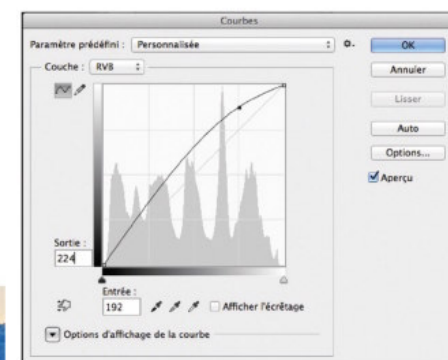 Courbes
Paramètre prédéfini : Personnalisée
OK
Couche : RVB
Annuler
Lisser
Auto
Options...
Aperçu
Sortie :
224
Entrée :
192
Afficher l'écrêtage
Options d'affichage de la courbe